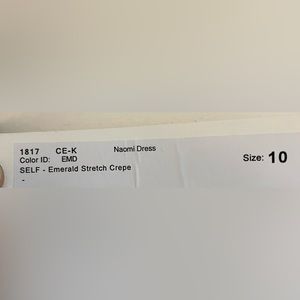 1817 CE-K Naomi Dress
Color ID: EMD Size: 10
SELF - Emerald Stretch Crepe
-